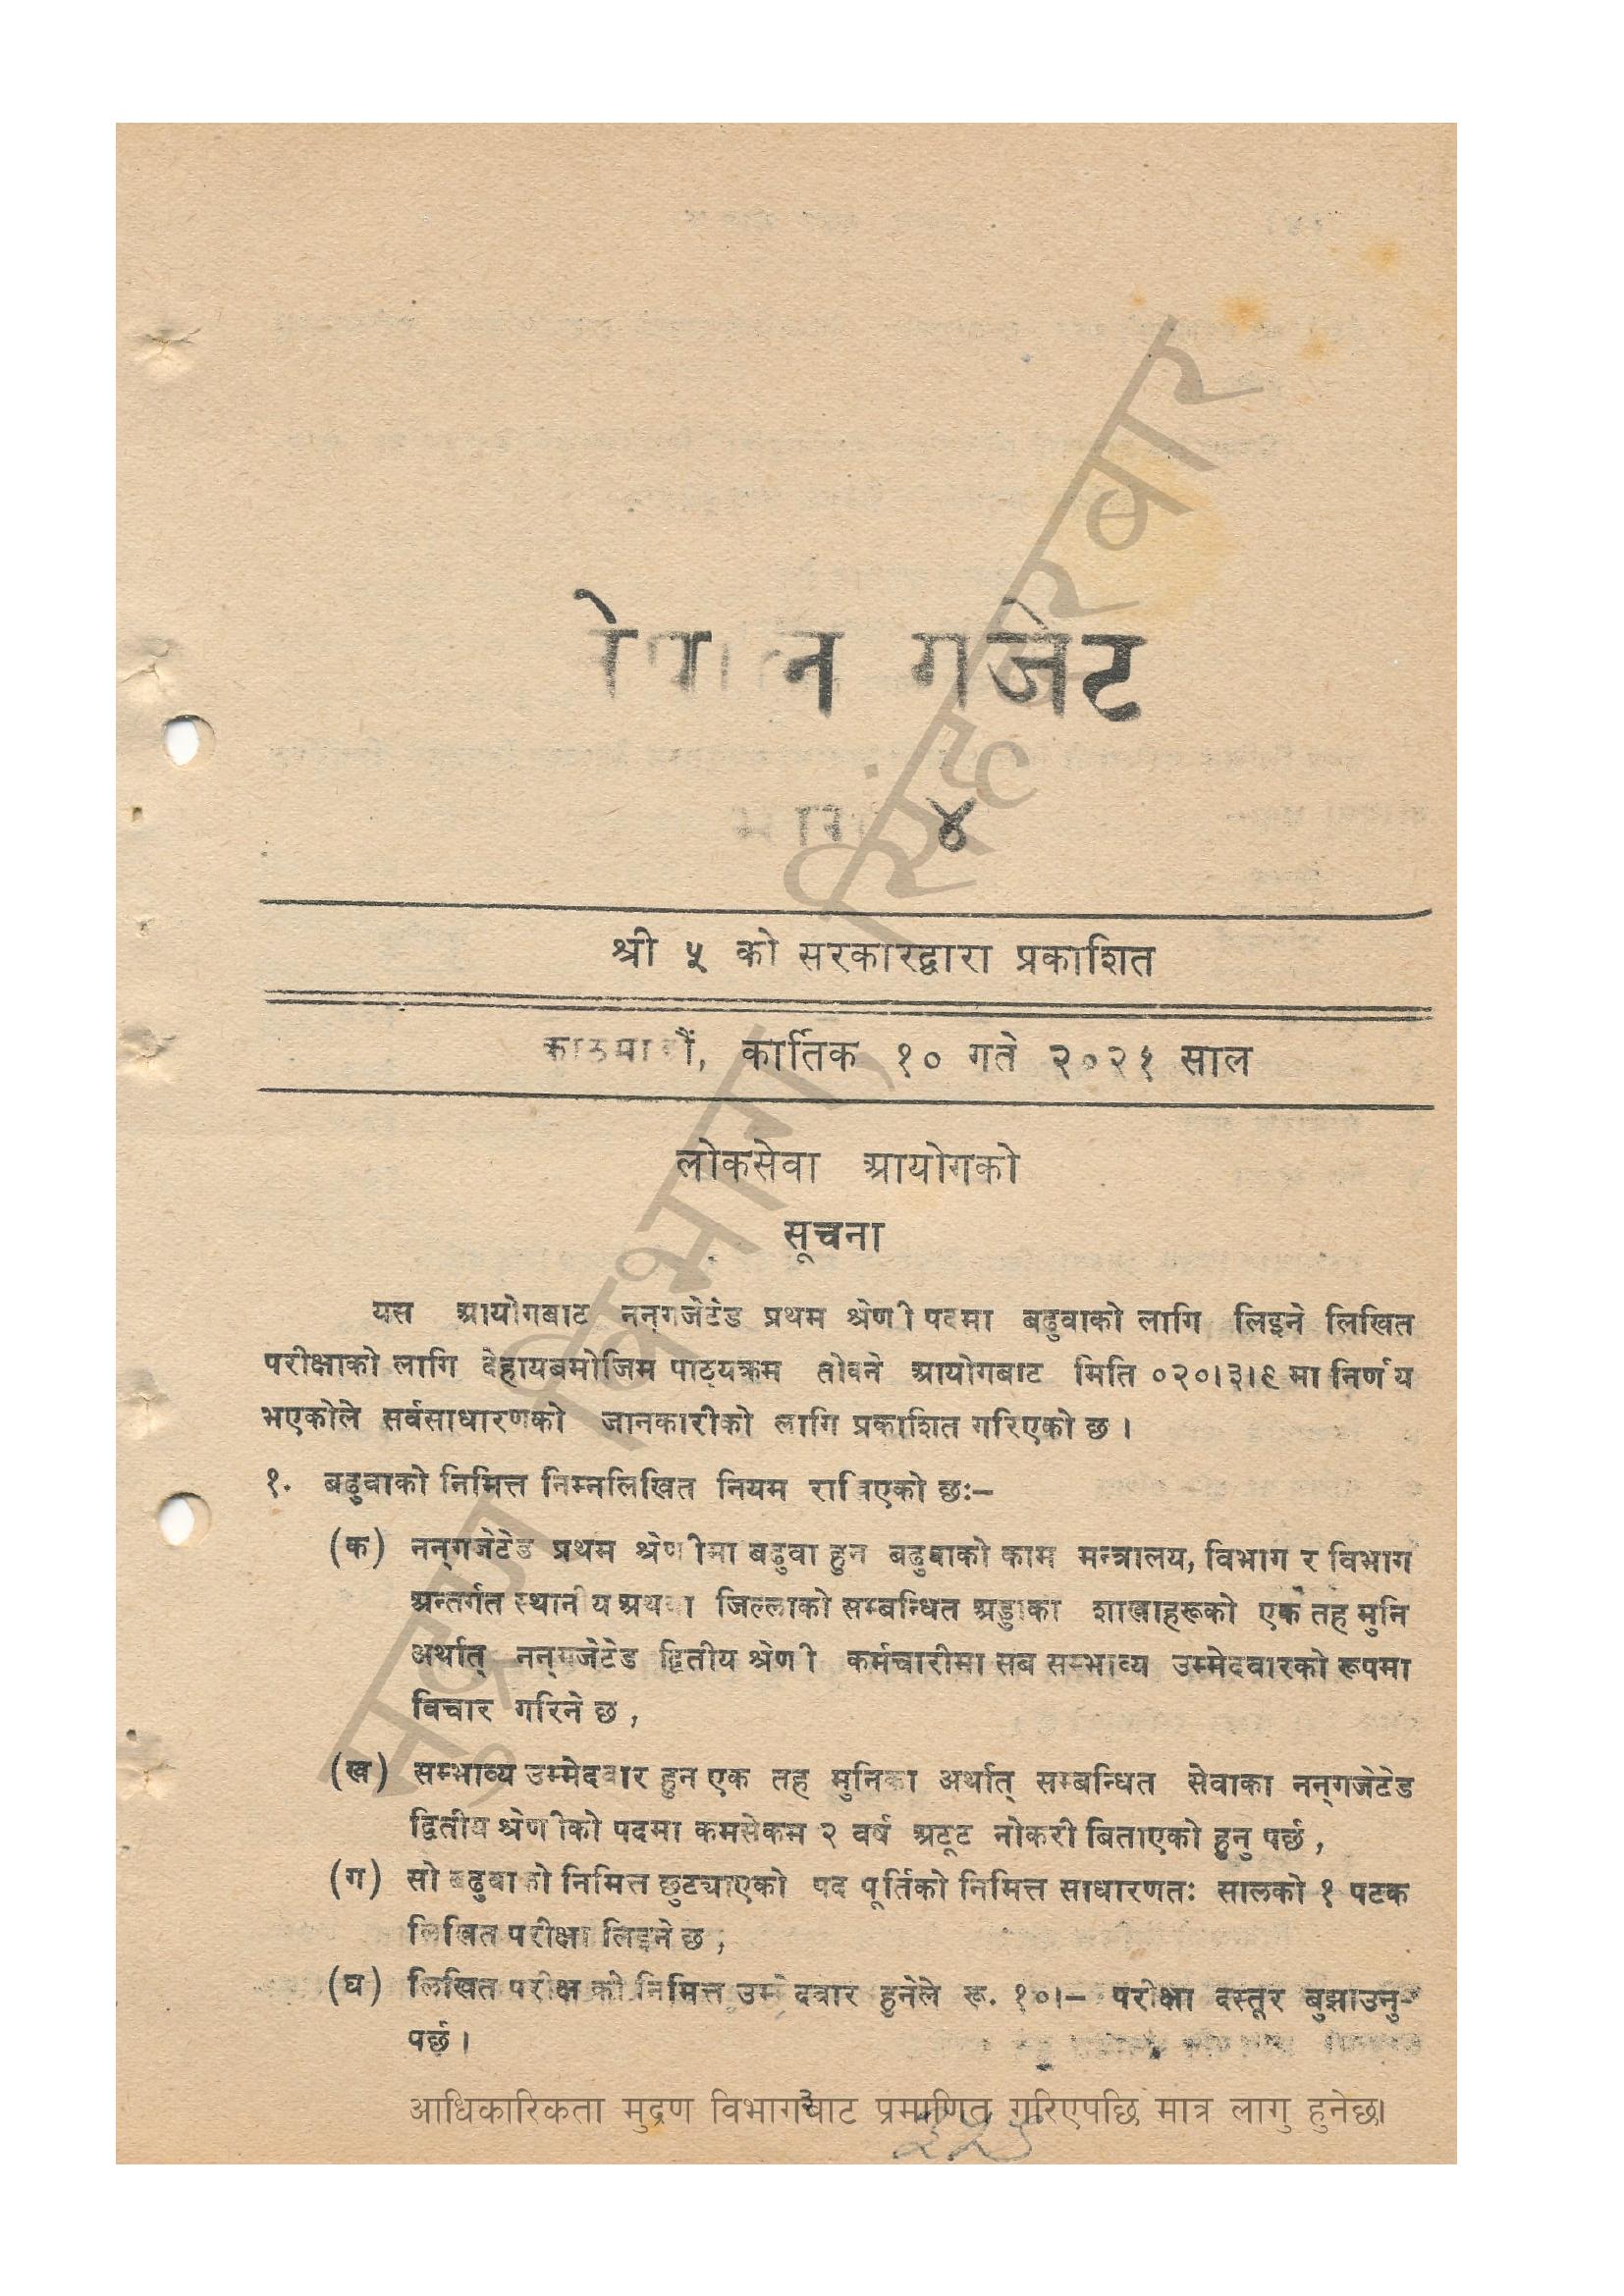 नेपाल गजेट
भाग ४
श्री ५ को सरकारद्वारा प्रकाशित
काठमाडौं, कार्तिक १० गते २०२१ साल
लोकसेवा आयोगको
सूचना
यस आयोगबाट नन्‌गजेटेड प्रथम श्रेणी पदमा बढुवाको लागि लिइने लिखित
परीक्षाको लागि देहायबमोजिम पाठ्यक्रम तोक्ने आयोगबाट मिति ०२०।३।९ मा निर्णय
भएकोले सर्वसाधारणको जानकारीको लागि प्रकाशित गरिएको छ ।
१. बढुवाको निमित्त निम्नलिखित नियम राखिएको छः–
(क) नन्‌गजेटेड प्रथम श्रेणीमा बढुवा हुन बढुवाको काम मन्त्रालय, विभाग र विभाग
अन्तर्गत स्थानीय अथवा जिल्लाको सम्बन्धित अड्डाका शाखाहरूको एक तह मुनि
अर्थात् नन्‌गजेटेड द्वितीय श्रेणी कर्मचारीमा सब सम्भाव्य उम्मेदवारको रूपमा
विचार गरिने छ ,
(ख) सम्भाव्य उम्मेदवार हुन एक तह मुनिका अर्थात् सम्बन्धित सेवाका नन्‌गजेटेड
द्वितीय श्रेणीको पदमा कमसेकम २ वर्ष अटूट नोकरी बिताएको हुनु पर्छ ,
(ग) सो बढुवाको निमित्त छुट्याएको पद पूर्तिको निमित्त साधारणतः सालको १ पटक
लिखित परीक्षा लिइने छ ,
(घ) लिखित परीक्षाको निमित्त उम्मेदवार हुनेले रू. १०।– परीक्षा दस्तूर बुझाउनु-
पर्छ ।
आधिकारिकता मुद्रण विभागबाट प्रमाणित गरिएपछि मात्र लागु हुनेछ।
मुद्रण विभाग, सिंहदरबार